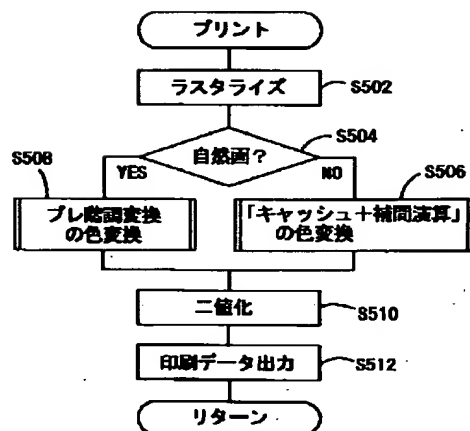 プリント
ラスタライズ
S502
S504
自然画？
S508
YES
NO
S506
プレ階調変換
の色変換
「キャッシュ＋補間演算」
の色変換
二値化
S510
印刷データ出力
S512
リターン